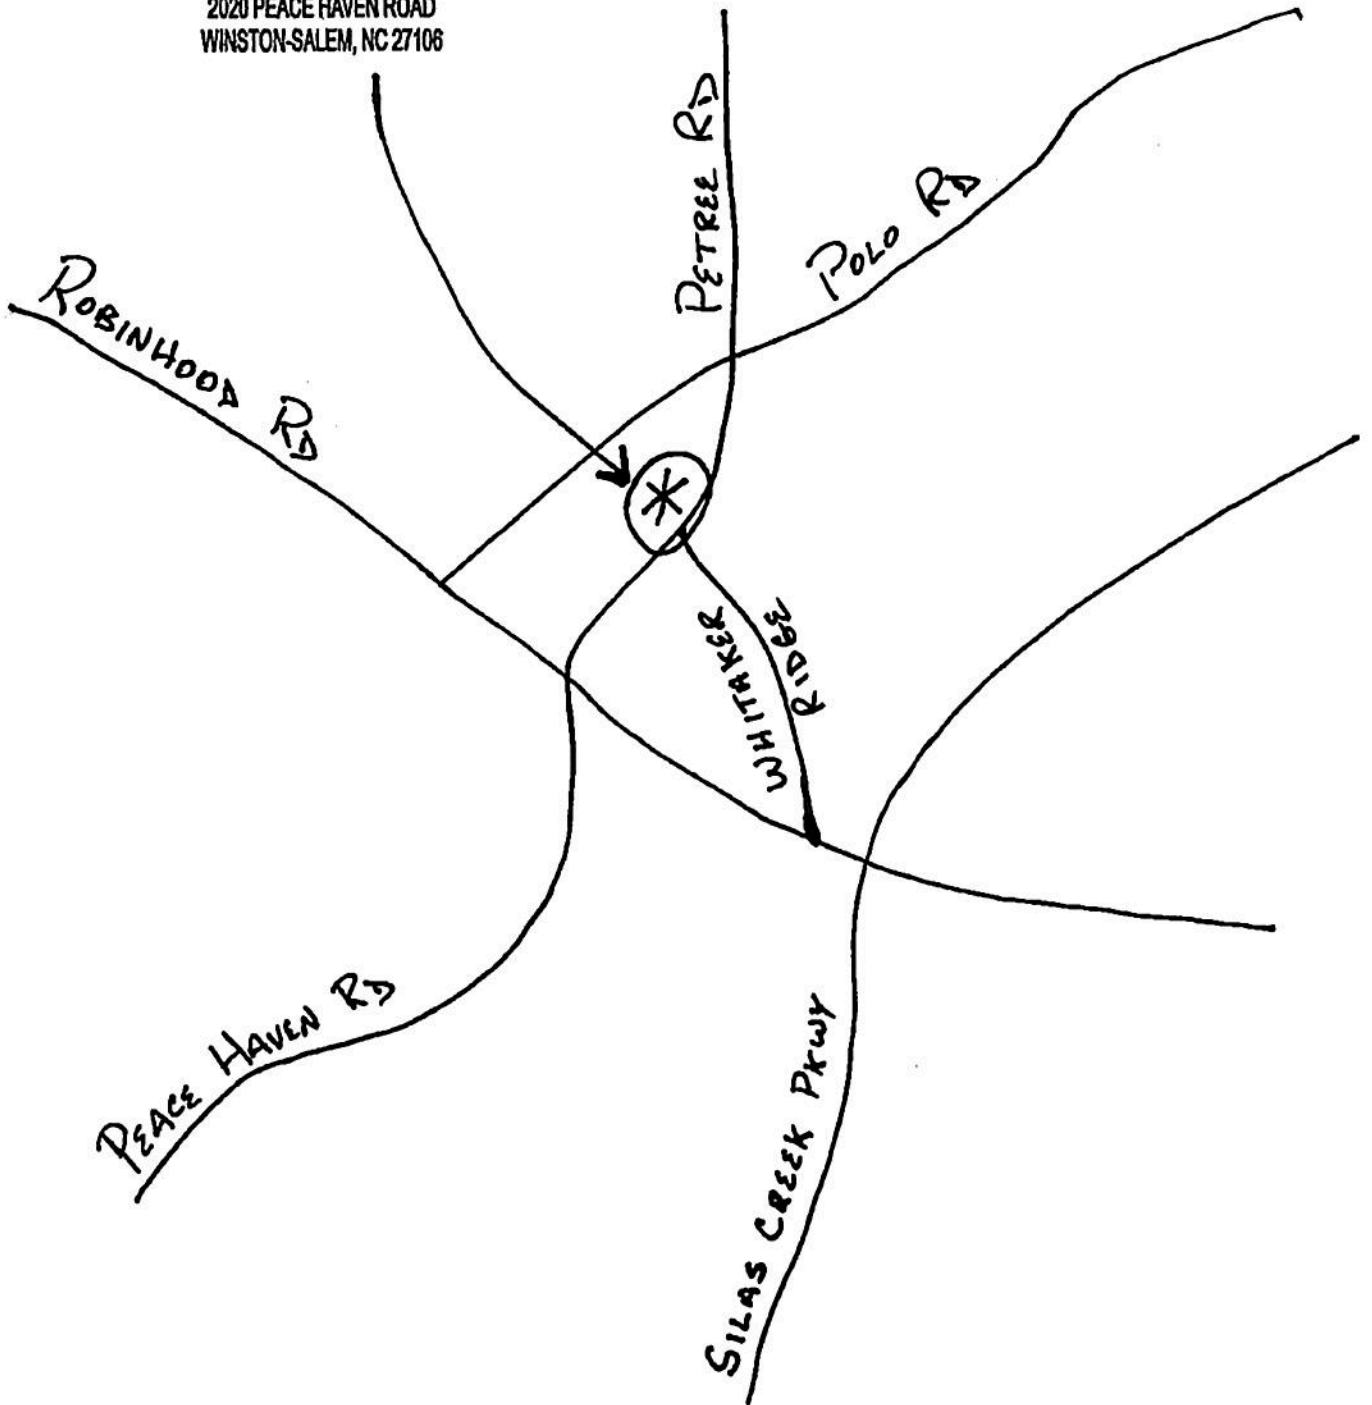 2020 PEACE HAVEN ROAD
WINSTON-SALEM, NC 27106
PETREE RD
POLO RD
ROBINHOOD RD
WHITAKER
RIDGE
PEACE HAVEN RD
SILAS CREEK PKWY